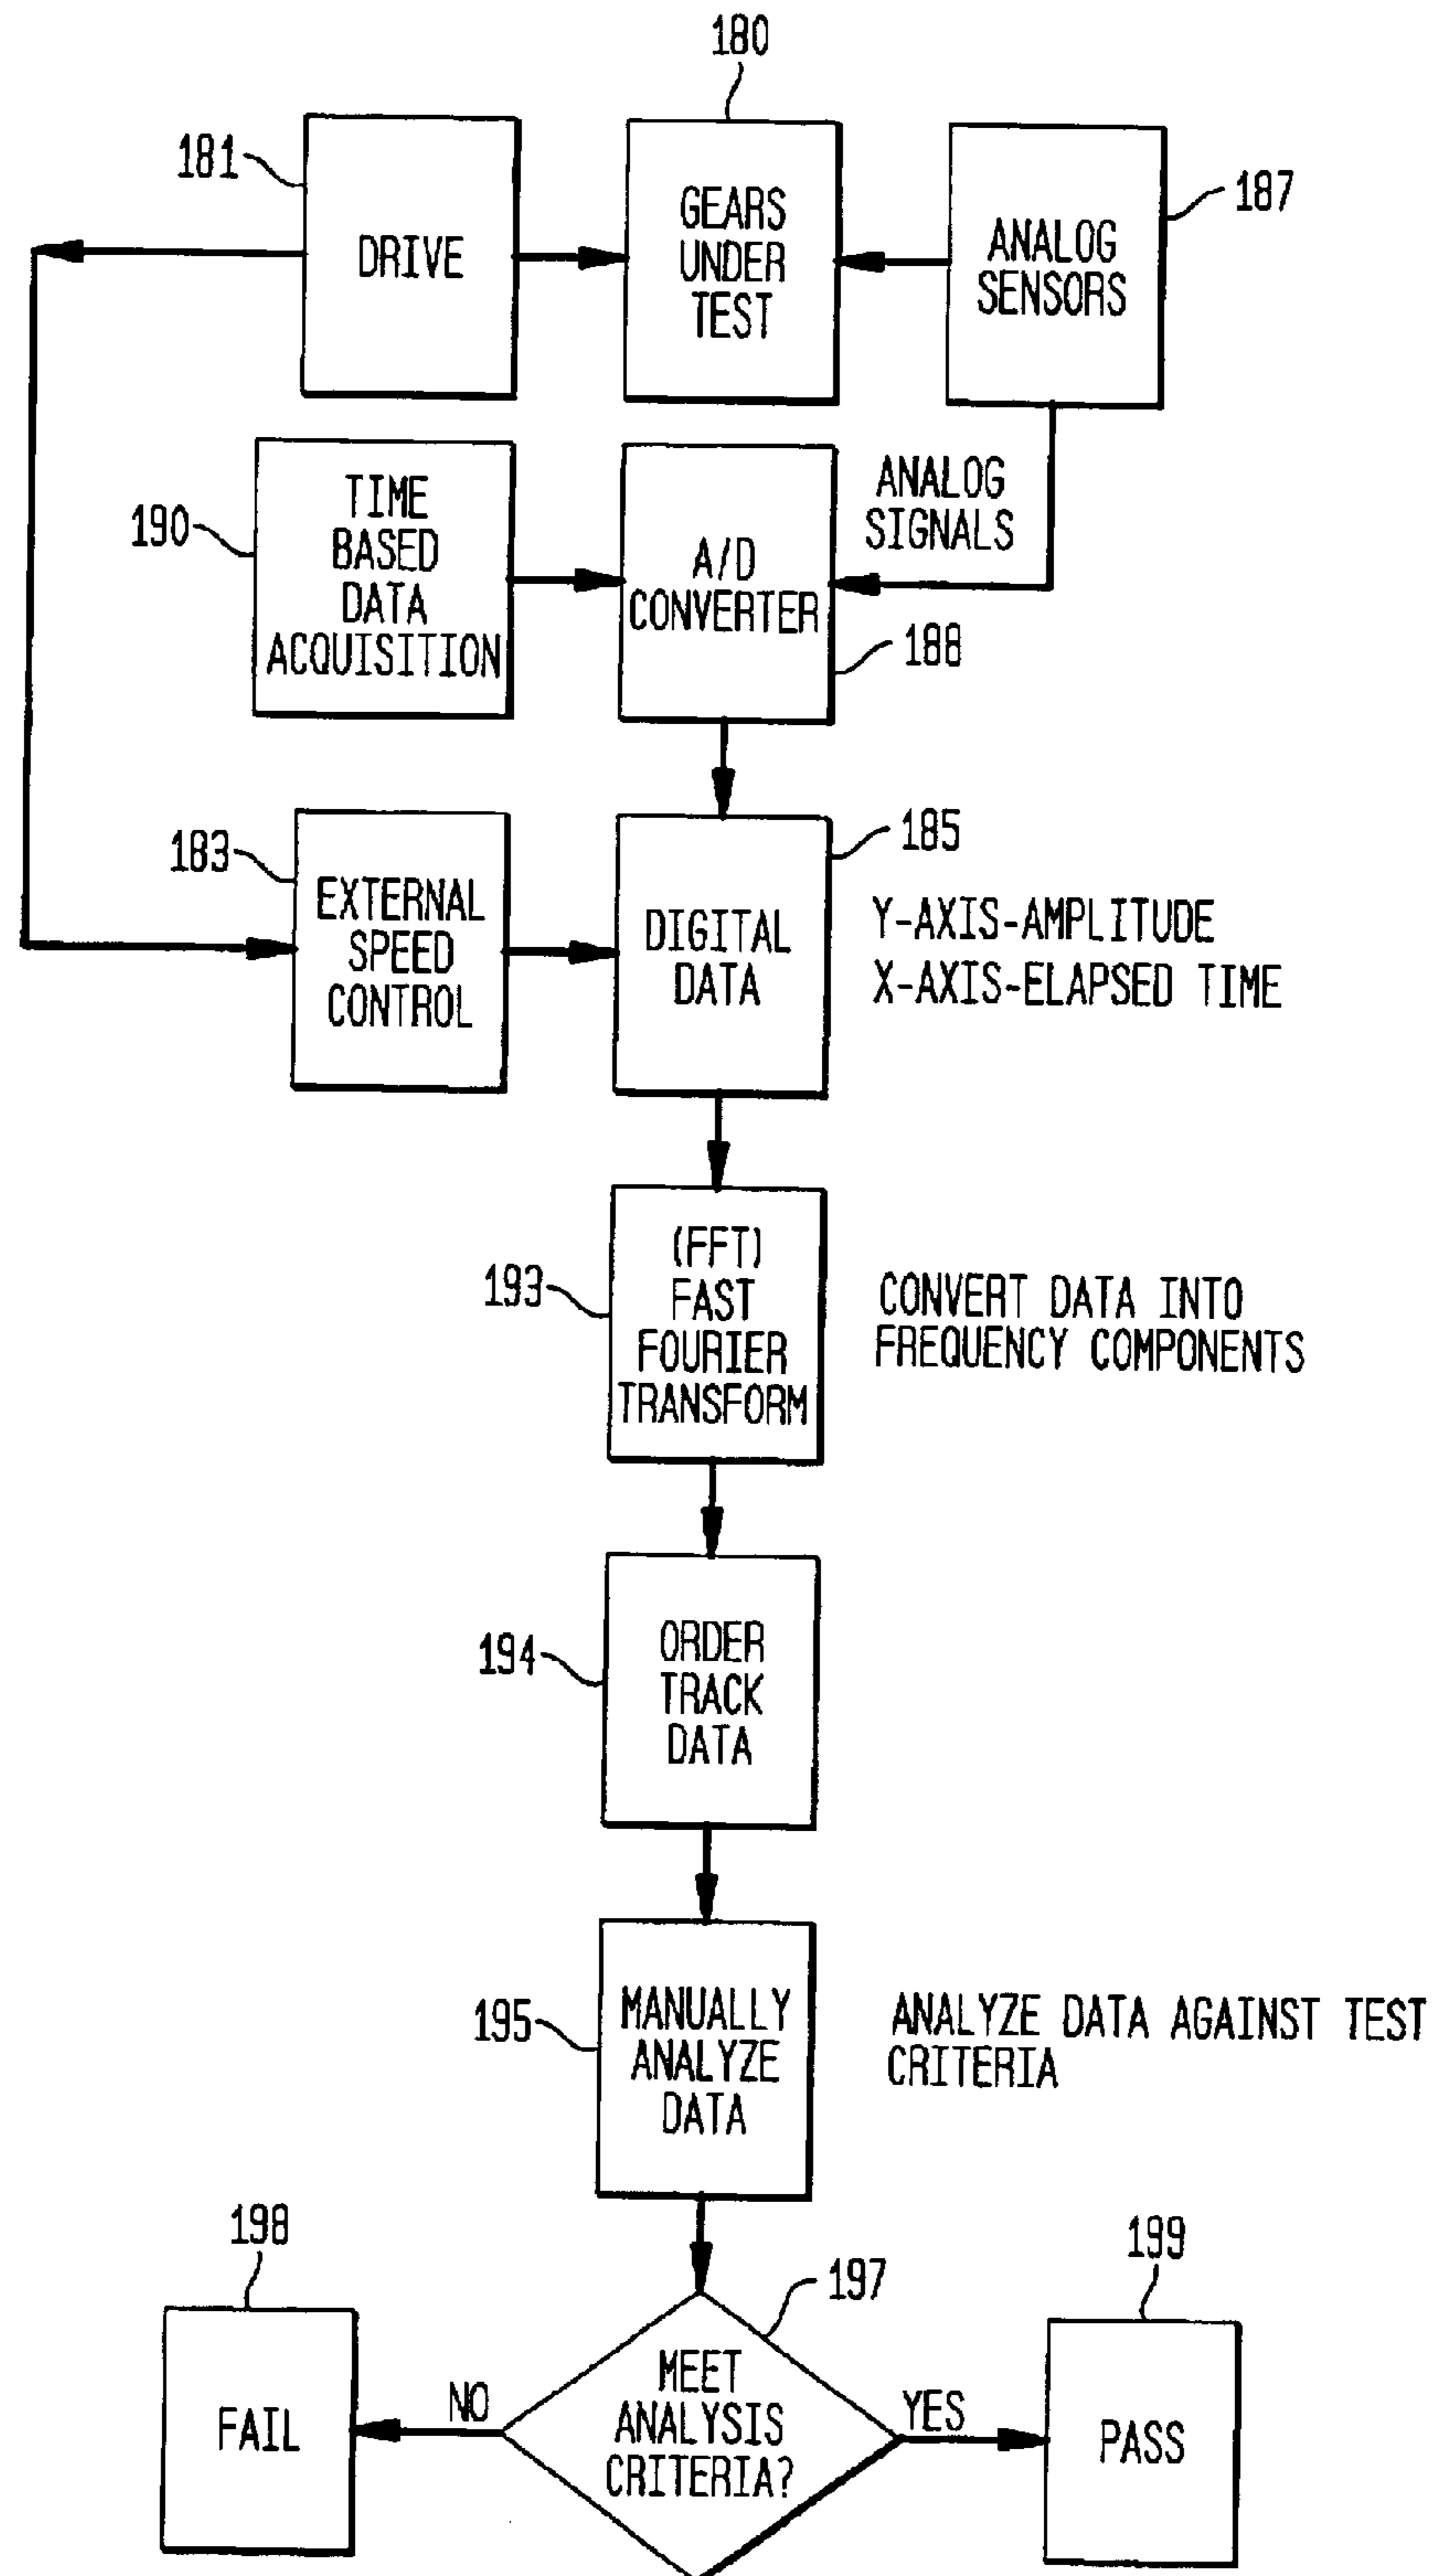 180
181
DRIVE
GEARS
UNDER
TEST
ANALOG
SENSORS
187
190
TIME
BASED
DATA
ACQUISITION
A/D
CONVERTER
ANALOG
SIGNALS
188
183
EXTERNAL
SPEED
CONTROL
185
DIGITAL
DATA
Y-AXIS-AMPLITUDE
X-AXIS-ELAPSED TIME
193
(FFT)
FAST
FOURIER
TRANSFORM
CONVERT DATA INTO
FREQUENCY COMPONENTS
194
ORDER
TRACK
DATA
195
MANUALLY
ANALYZE
DATA
ANALYZE DATA AGAINST TEST
CRITERIA
198
FAIL
NO
197
MEET
ANALYSIS
CRITERIA?
YES
199
PASS